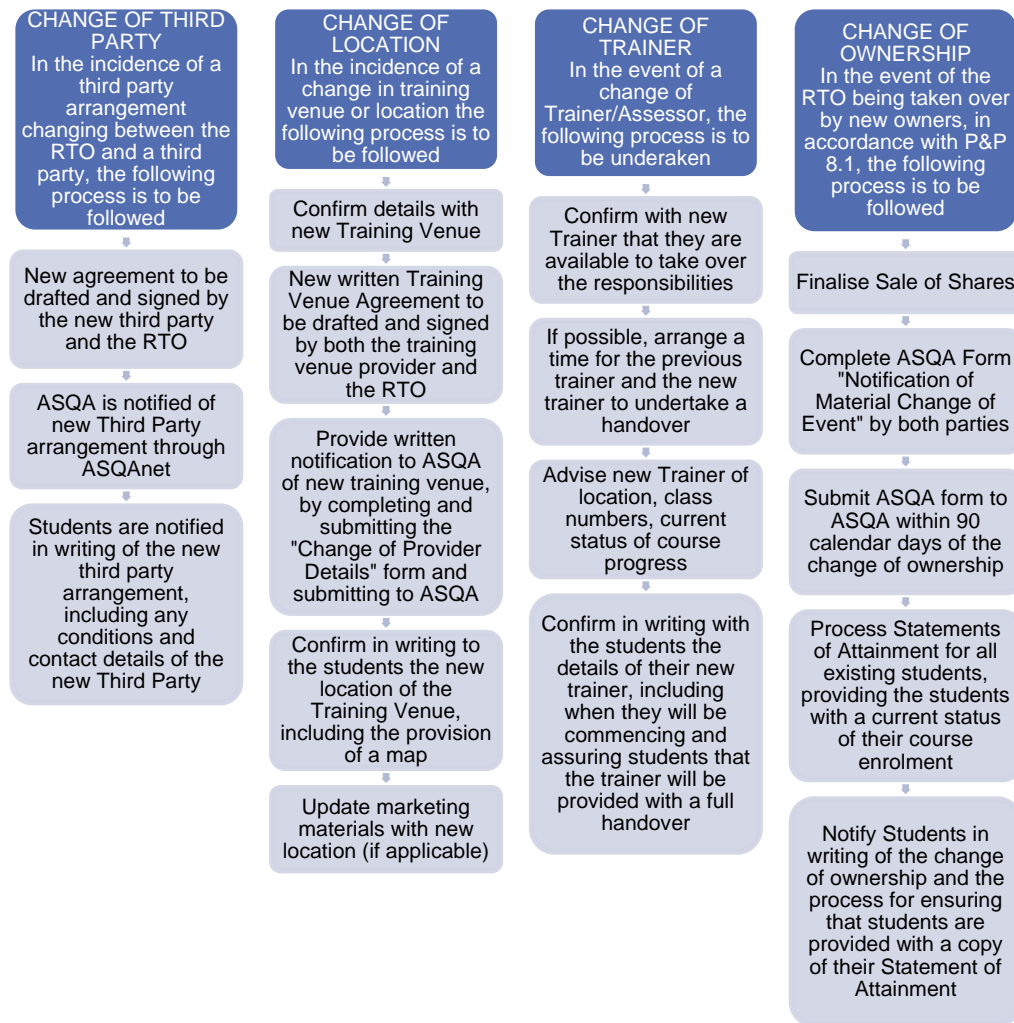 CHANGE OF THIRD
PARTY
In the incidence of a
third party
arrangement
changing between the
RTO and a third
party, the following
process is to be
followed
New agreement to be
drafted and signed by
the new third party
and the RTO
ASQA is notified of
new Third Party
arrangement through
ASQAnet
Students are notified
in writing of the new
third party
arrangement,
including any
conditions and
contact details of the
new Third Party
CHANGE OF
LOCATION
In the incidence of a
change in training
venue or location the
following process is to
be followed
Confirm details with
new Training Venue
New written Training
Venue Agreement to
be drafted and signed
by both the training
venue provider and
the RTO
Provide written
notification to ASQA
of new training venue,
by completing and
submitting the
"Change of Provider
Details" form and
submitting to ASQA
Confirm in writing to
the students the new
location of the
Training Venue,
including the provision
of a map
Update marketing
materials with new
location (if applicable)
CHANGE OF
TRAINER
In the event of a
change of
Trainer/Assessor, the
following process is to
be underaken
Confirm with new
Trainer that they are
available to take over
the responsibilities
If possible, arrange a
time for the previous
trainer and the new
trainer to undertake a
handover
Advise new Trainer of
location, class
numbers, current
status of course
progress
Confirm in writing with
the students the
details of their new
trainer, including
when they will be
commencing and
assuring students that
the trainer will be
provided with a full
handover
CHANGE OF
OWNERSHIP
In the event of the
RTO being taken over
by new owners, in
accordance with P&P
8.1, the following
process is to be
followed
Finalise Sale of Shares
Complete ASQA Form
"Notification of
Material Change of
Event" by both parties
Submit ASQA form to
ASQA within 90
calendar days of the
change of ownership
Process Statements
of Attainment for all
existing students,
providing the students
with a current status
of their course
enrolment
Notify Students in
writing of the change
of ownership and the
process for ensuring
that students are
provided with a copy
of their Statement of
Attainment